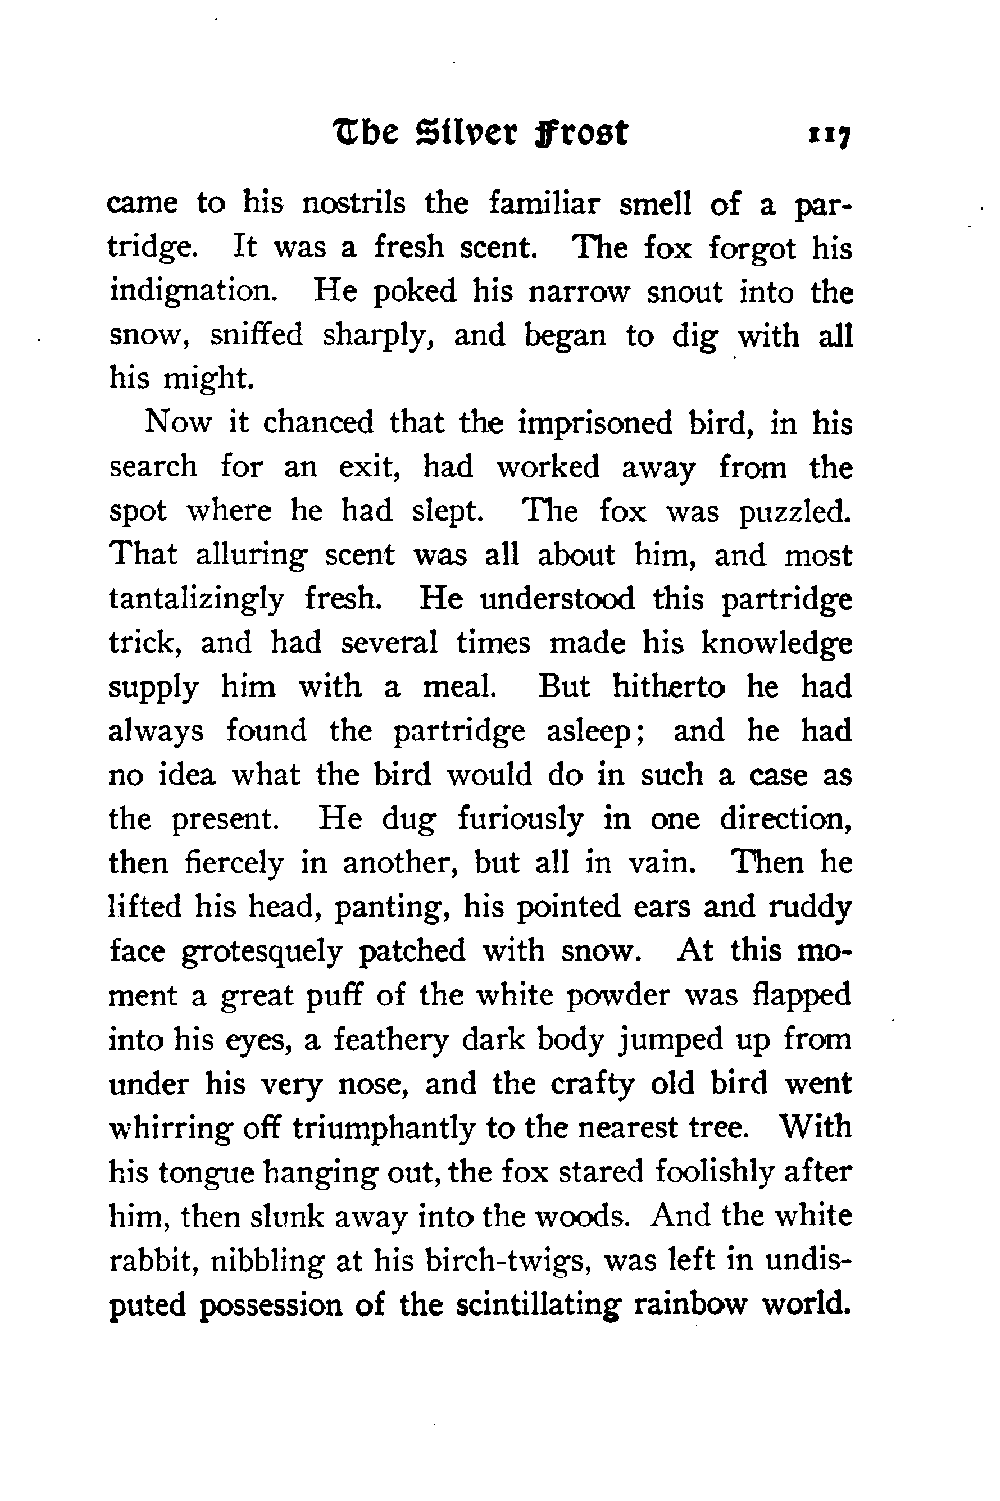 The Silver Frost 117
came to his nostrils the familiar smell of a par-
tridge. It was a fresh scent. The fox forgot his
indignation. He poked his narrow snout into the
snow, sniffed sharply, and began to dig with all
his might.
Now it chanced that the imprisoned bird, in his
search for an exit, had worked away from the
spot where he had slept. The fox was puzzled.
That alluring scent was all about him, and most
tantalizingly fresh. He understood this partridge
trick, and had several times made his knowledge
supply him with a meal. But hitherto he had
always found the partridge asleep; and he had
no idea what the bird would do in such a case as
the present. He dug furiously in one direction,
then fiercely in another, but all in vain. Then he
lifted his head, panting, his pointed ears and ruddy
face grotesquely patched with snow. At this mo-
ment a great puff of the white powder was flapped
into his eyes, a feathery dark body jumped up from
under his very nose, and the crafty old bird went
whirring off triumphantly to the nearest tree. With
his tongue hanging out, the fox stared foolishly after
him, then slunk away into the woods. And the white
rabbit, nibbling at his birch-twigs, was left in undis-
puted possession of the scintillating rainbow world.